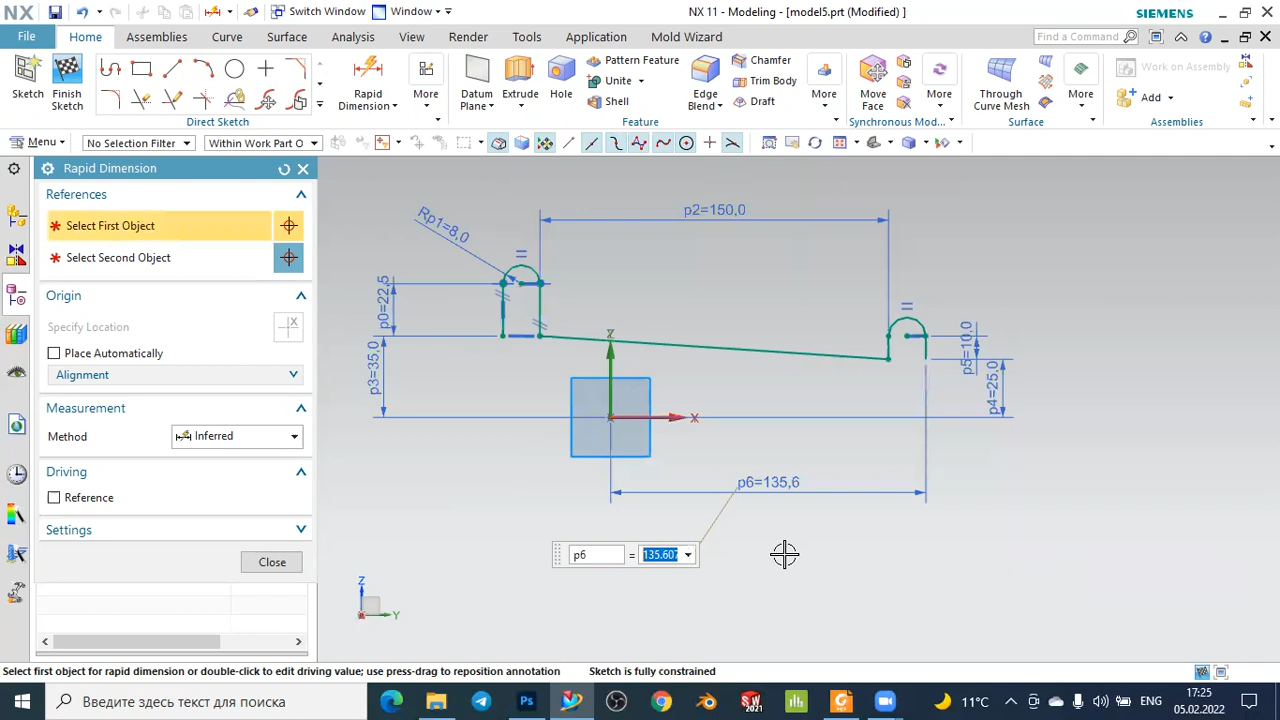 NX
Switch Window
Window
NX 11 - Modeling - [model5.prt (Modified) ]
SIEMENS
File
Home
Assemblies
Curve
Surface
Analysis
View
Render
Tools
Application
Mold Wizard
Find a Command
Sketch
Finish
Sketch
Rapid
Dimension
More
Datum
Plane
Extrude
Hole
Pattern Feature
Unite
Shell
Edge
Blend
Chamfer
Trim Body
Draft
More
Move
Face
More
Through
Curve Mesh
More
Work on Assembly
Add
Direct Sketch
Feature
Synchronous Mod...
Surface
Assemblies
Menu
No Selection Filter
Within Work Part O
Rapid Dimension
References
* Select First Object
* Select Second Object
Origin
Specify Location
Place Automatically
Alignment
Measurement
Method
Inferred
Driving
Reference
Settings
Close
Rp1=8,0
p2=150,0
p0=22,5
p3=35,0
p5=10,0
p4=25,0
Z
X
p6=135,6
p6
=
135.607
Z
Y
X
Select first object for rapid dimension or double-click to edit driving value; use press-drag to reposition annotation
Sketch is fully constrained
Введите здесь текст для поиска
Ps
SW
2021
11°C
ENG
17:25
05.02.2022